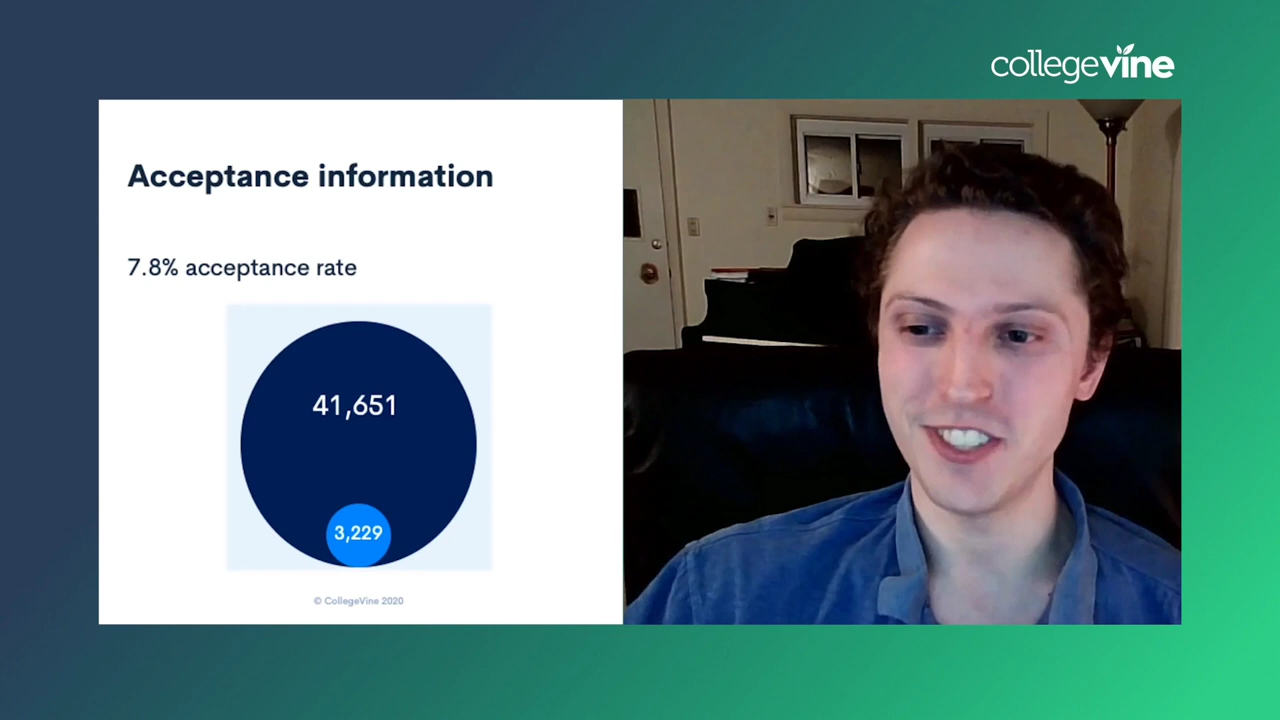 collegevine
Acceptance information
7.8% acceptance rate
41,651
3,229
© CollegeVine 2020